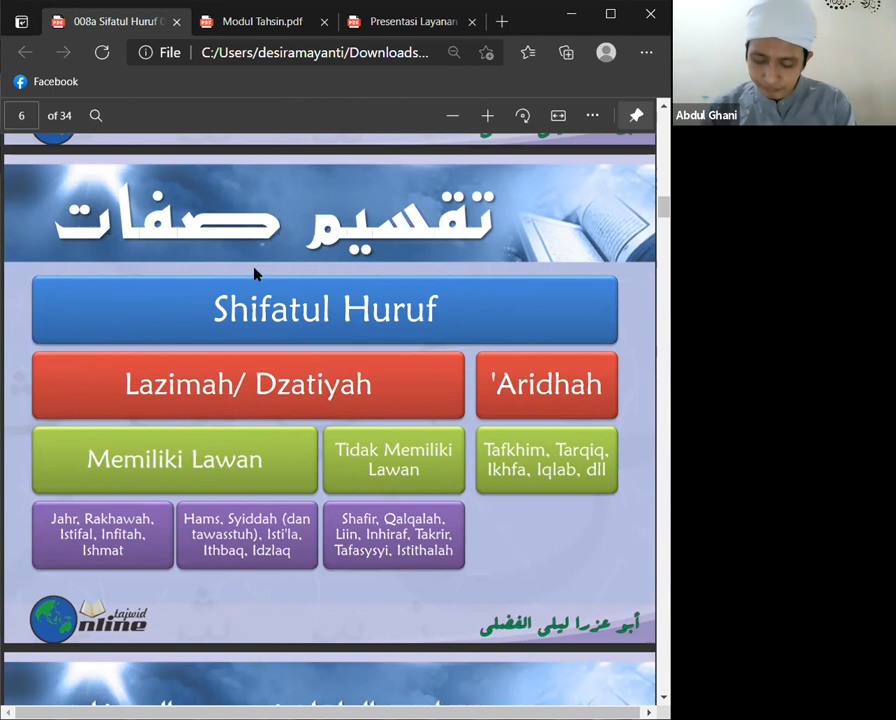 008a Sifatul Huruf
Modul Tahsin.pdf
Presentasi Layanan
File
C:/Users/desiramayanti/Downloads...
Facebook
6 of 34
Abdul Ghani
تقسيم صفات
Shifatul Huruf
Lazimah/ Dzatiyah
'Aridhah
Memiliki Lawan
Tidak Memiliki
Lawan
Tafkhim, Tarqiq,
Ikhfa, Iqlab, dll
Jahr, Rakhawah,
Istifal, Infitah,
Ishmat
Hams, Syiddah (dan
tawasstuh), Isti'la,
Ithbaq, Idzlaq
Shafir, Qalqalah,
Liin, Inhiraf, Takrir,
Tafasysyi, Istithalah
tajwid
Online
أبو عزرا ليلى الفضلى